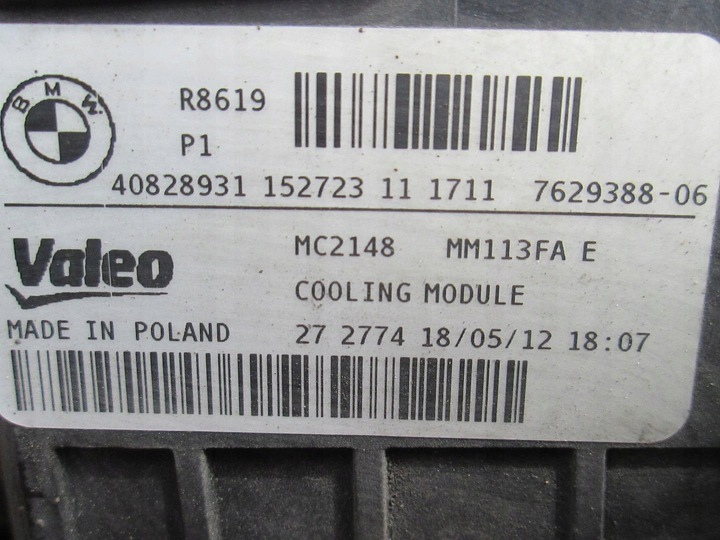 BMW
R8619
P1
40828931 152723 11 1711 7629388-06
Valeo
MC2148 MM113FA E
COOLING MODULE
MADE IN POLAND 27 2774 18/05/12 18:07